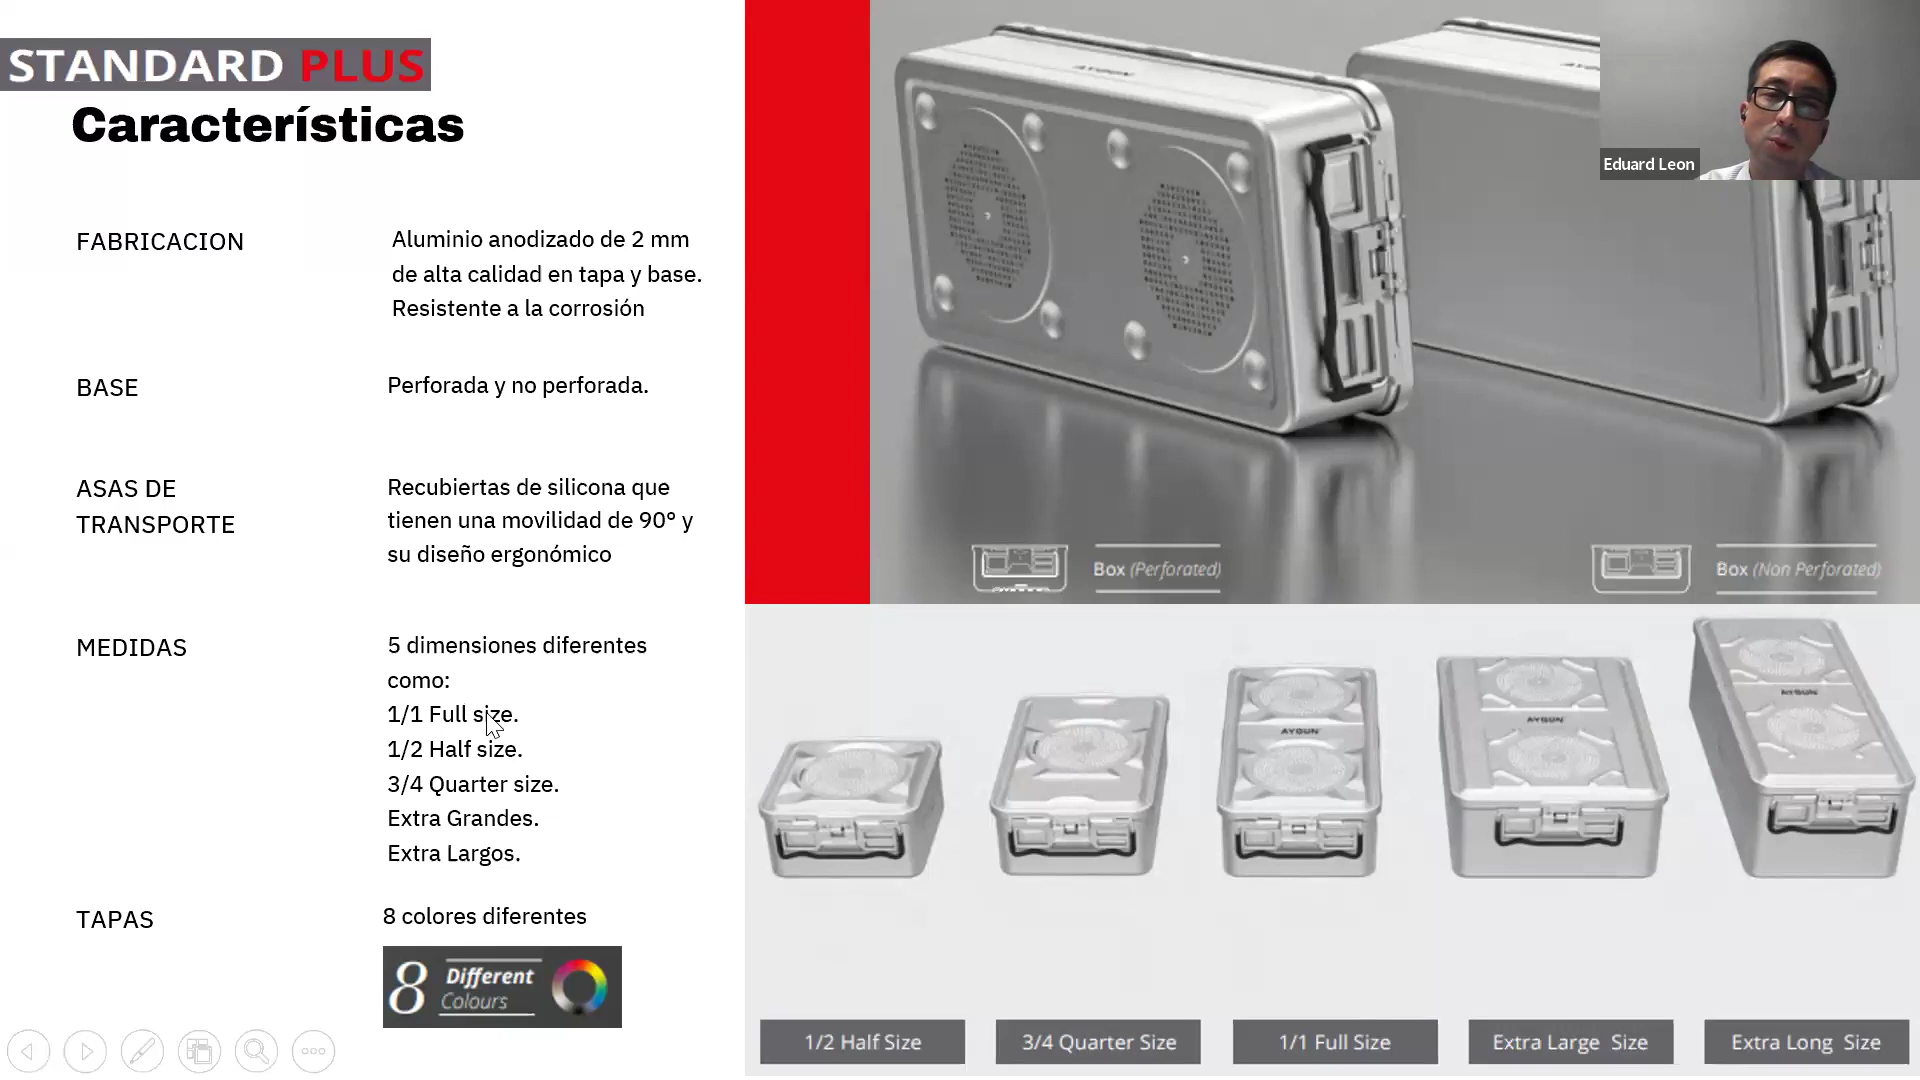 STANDARD PLUS
Características
FABRICACION
Aluminio anodizado de 2 mm
de alta calidad en tapa y base.
Resistente a la corrosión
BASE
Perforada y no perforada.
ASAS DE
TRANSPORTE
Recubiertas de silicona que
tienen una movilidad de 90° y
su diseño ergonómico
MEDIDAS
5 dimensiones diferentes
como:
1/1 Full size.
1/2 Half size.
3/4 Quarter size.
Extra Grandes.
Extra Largos.
TAPAS
8 colores diferentes
8 Different
Colours
AYGUN
Eduard Leon
Box (Perforated)
Box (Non Perforated)
AYGUN
AYGUN
AYGUN
1/2 Half Size
3/4 Quarter Size
1/1 Full Size
Extra Large Size
Extra Long Size